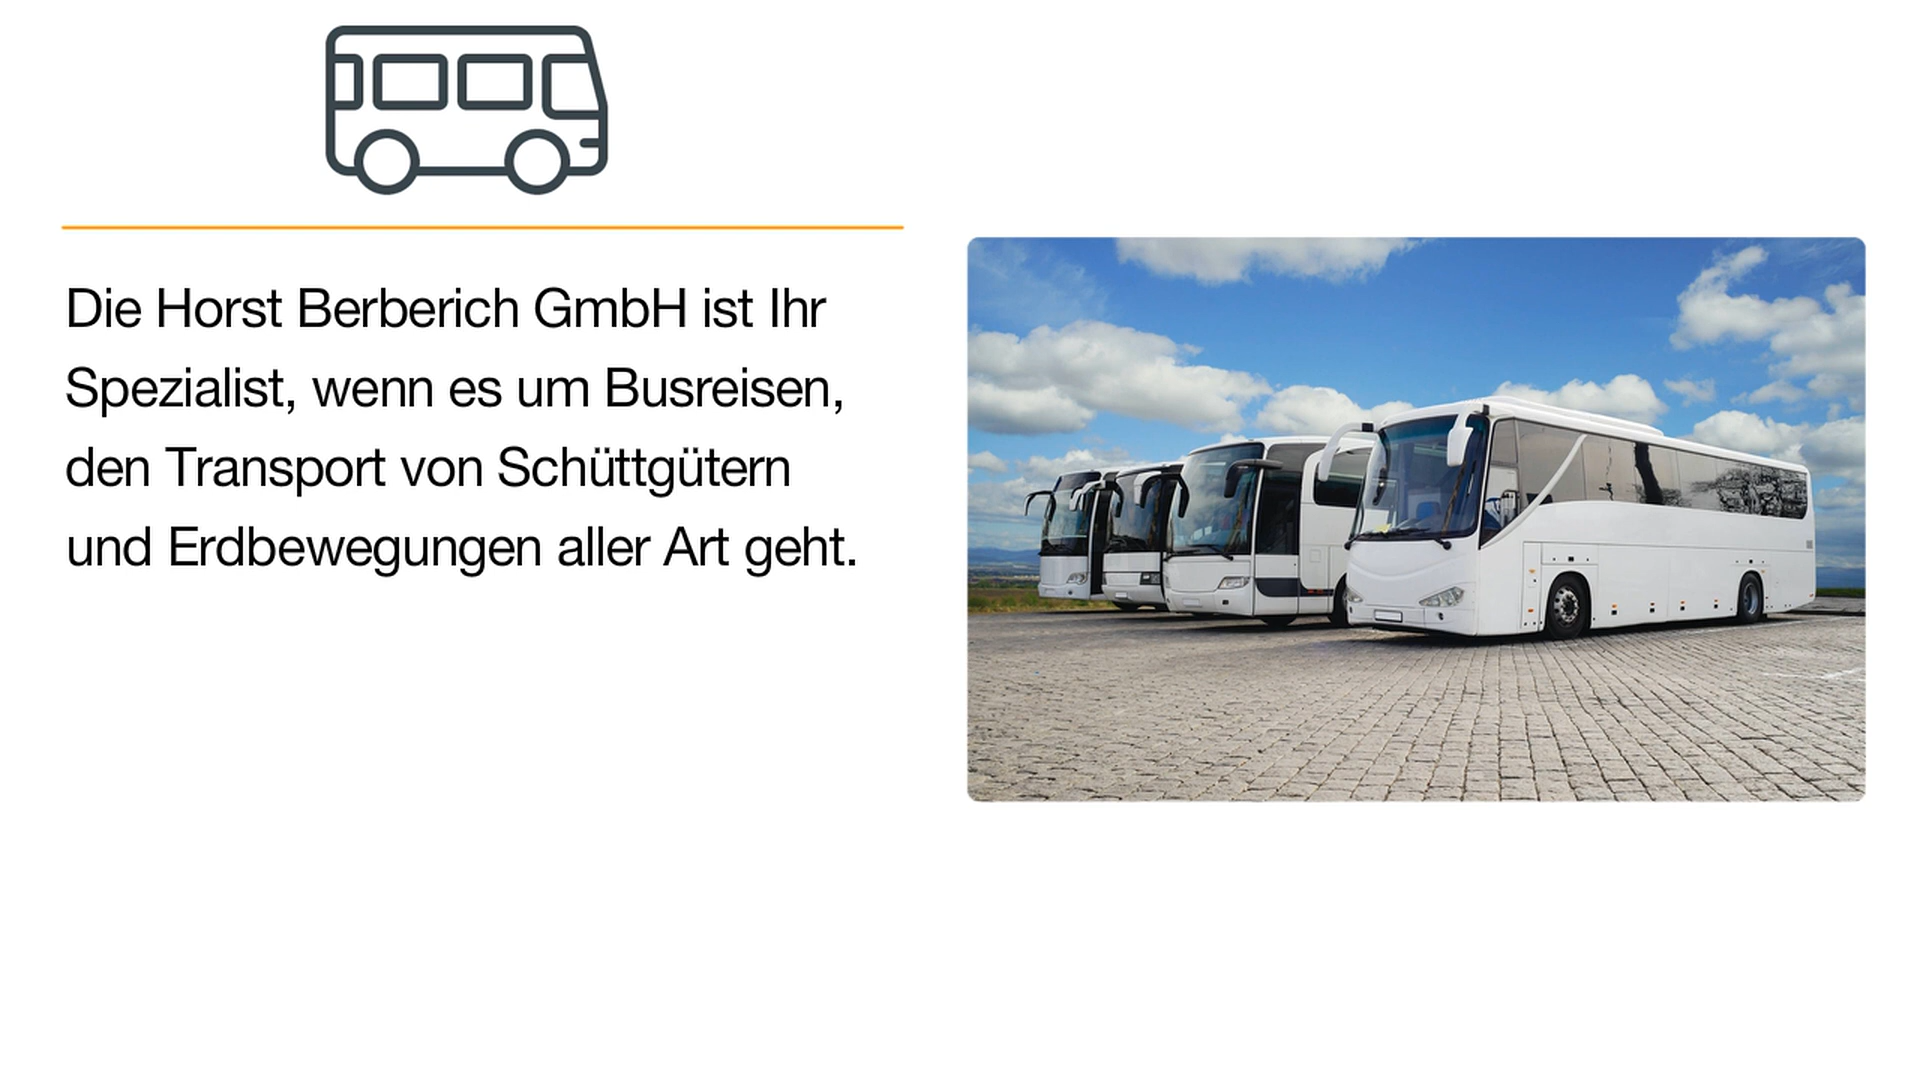 Die Horst Berberich GmbH ist Ihr
Spezialist, wenn es um Busreisen,
den Transport von Schüttgütern
und Erdbewegungen aller Art geht.